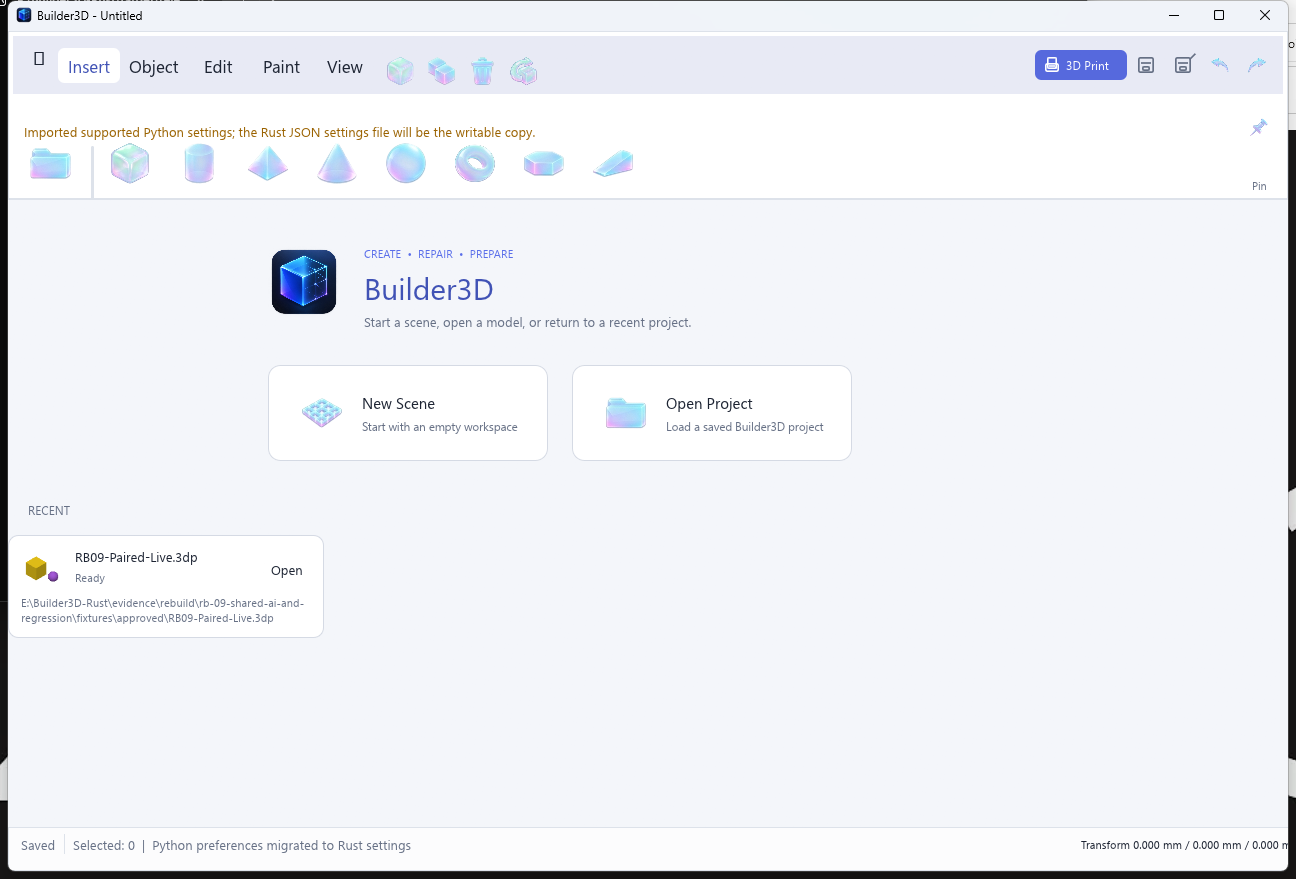 Builder3D - Untitled
Insert Object Edit Paint View
3D Print
Imported supported Python settings; the Rust JSON settings file will be the writable copy.
Pin
CREATE • REPAIR • PREPARE
Builder3D
Start a scene, open a model, or return to a recent project.
New Scene
Start with an empty workspace
Open Project
Load a saved Builder3D project
RECENT
RB09-Paired-Live.3dp
Ready
Open
E:\Builder3D-Rust\evidence\rebuild\rb-09-shared-ai-and-
regression\fixtures\approved\RB09-Paired-Live.3dp
Saved Selected: 0 | Python preferences migrated to Rust settings
Transform 0.000 mm / 0.000 mm / 0.000